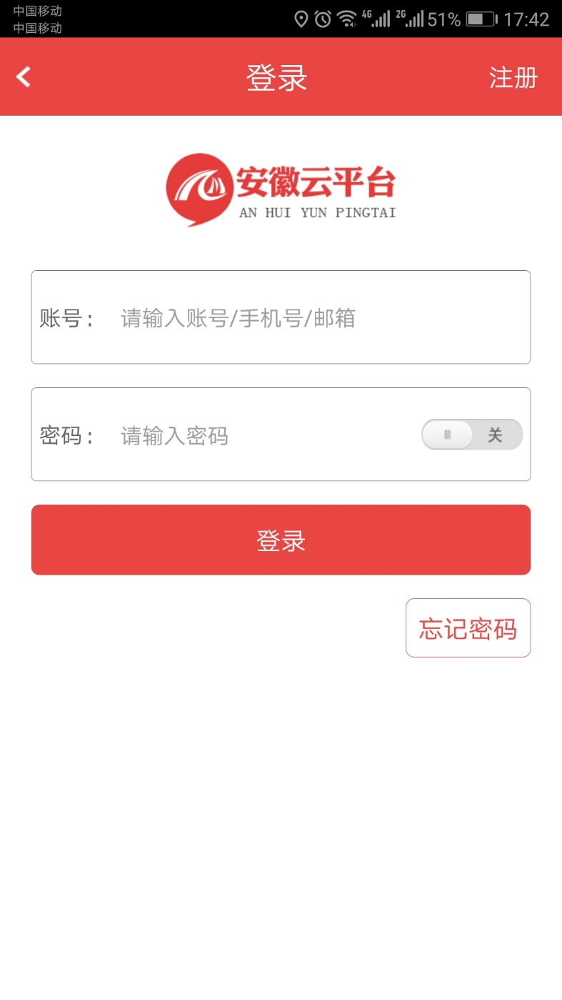 中国移动
中国移动
4G 2G 51% 17:42
登录 注册
安徽云平台
AN HUI YUN PINGTAI
账号： 请输入账号/手机号/邮箱
密码： 请输入密码 关
登录
忘记密码